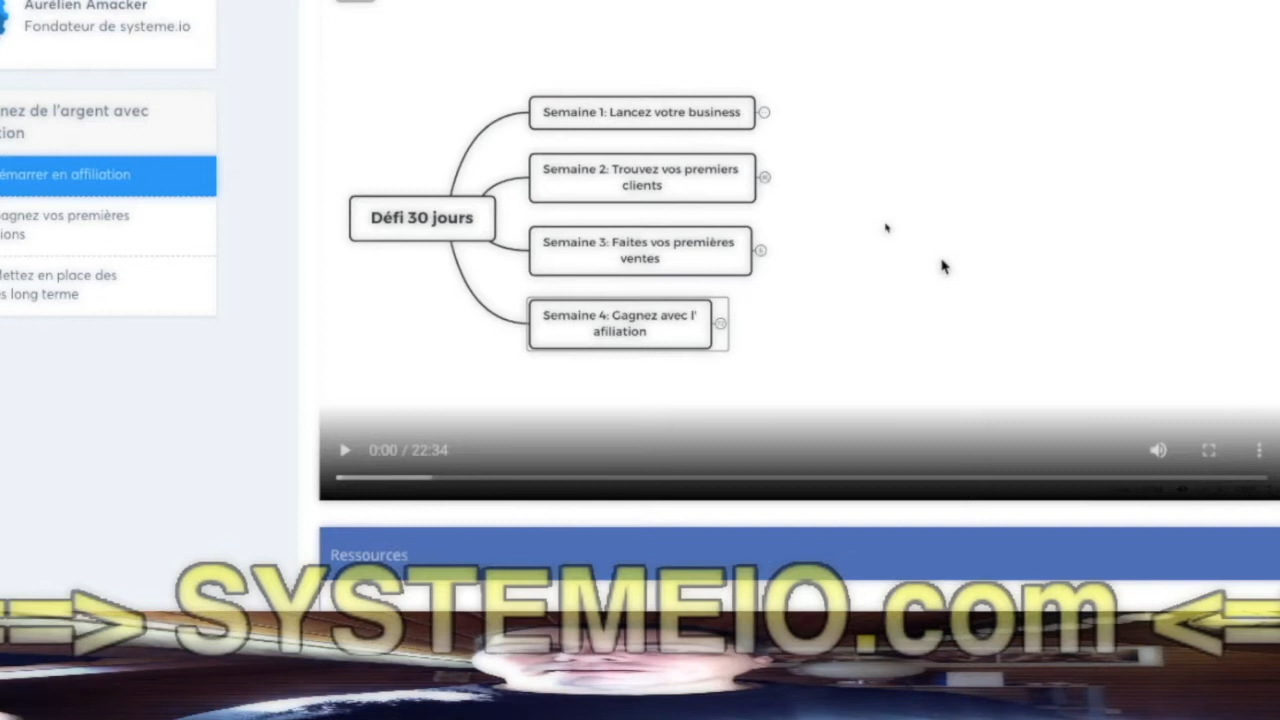 Aurélien Amacker
Fondateur de systeme.io
nez de l'argent avec
tion
émarrer en affiliation
agnez vos premières
ions
ettez en place des
s long terme
Défi 30 jours
Semaine 1: Lancez votre business
Semaine 2: Trouvez vos premiers
clients
Semaine 3: Faites vos premières
ventes
Semaine 4: Gagnez avec l'
afiliation
0:00 / 22:34
Ressources
==> SYSTEMEIO.com <==